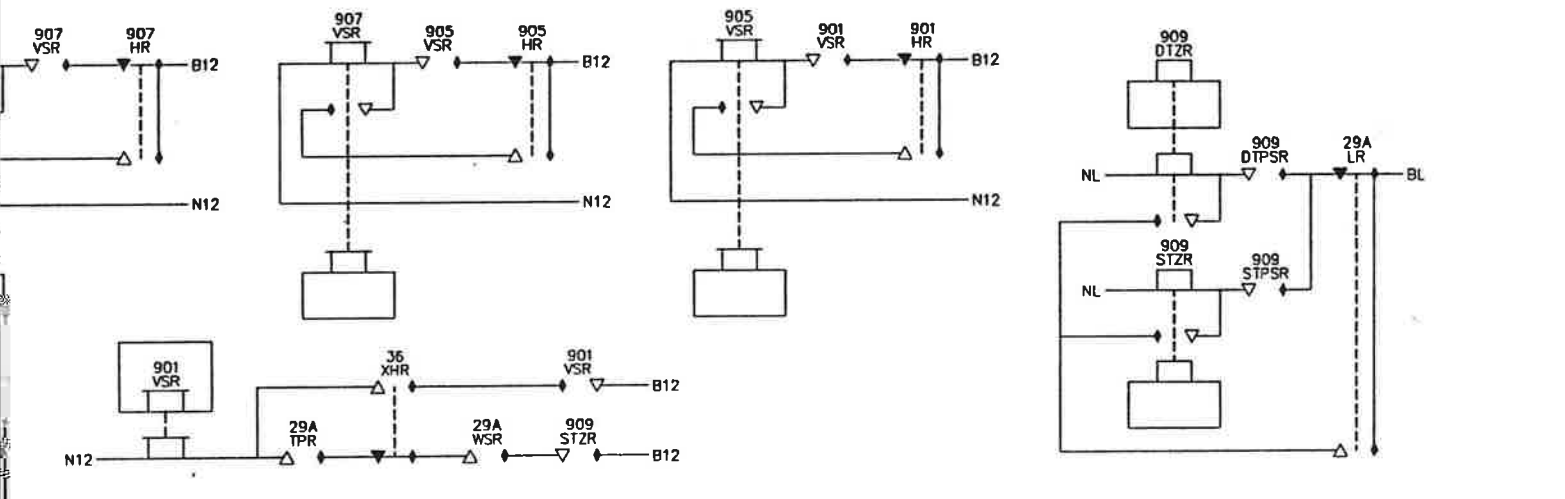 907
VSR
907
HR
B12
N12
907
VSR
905
VSR
905
HR
B12
N12
905
VSR
901
VSR
901
HR
B12
N12
909
DTZR
NL
909
DTPSR
29A
LR
BL
909
STZR
NL
909
STPSR
901
VSR
36
XHR
901
VSR
B12
N12
29A
TPR
29A
WSR
909
STZR
B12